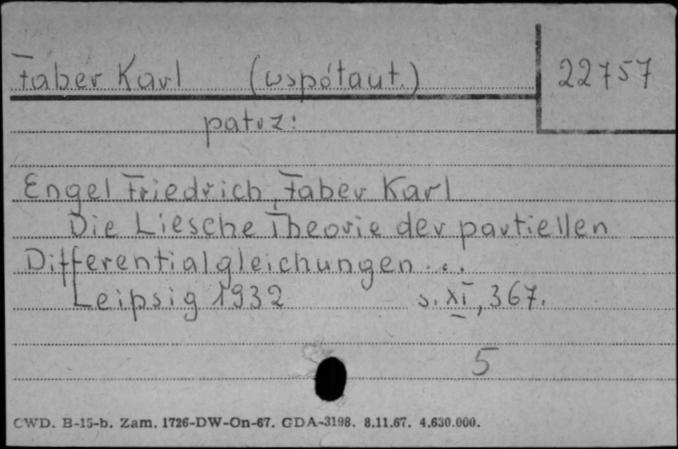 Faber Karl (współaut.)
22757
patrz:
Engel Friedrich, Faber Karl
Die Liesche Theorie der partiellen
Differentialgleichungen...
Leipsig 1932 s. XI, 367.
5
CWD. B-15-b. Zam. 1726-DW-On-67. GDA-3198. 8.11.67. 4.630.000.